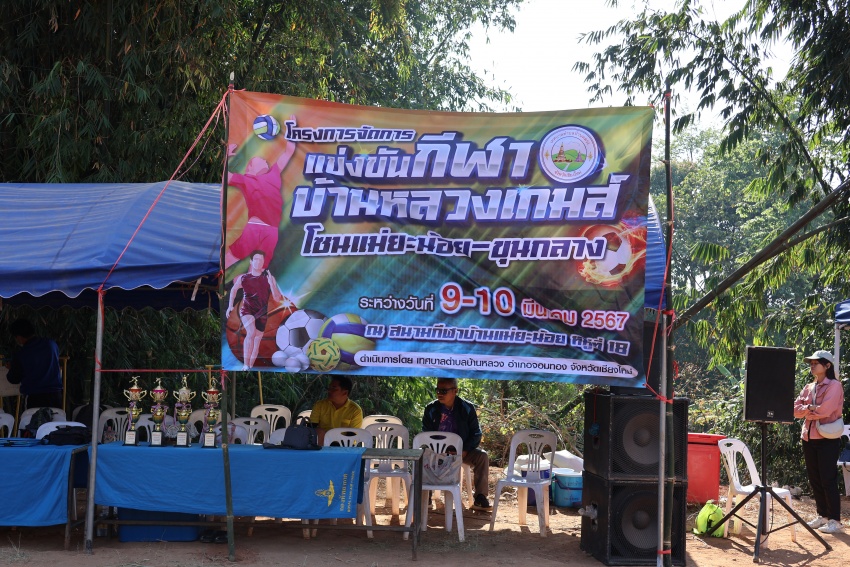 โครงการจัดการ
แข่งขันกีฬา
บ้านหลวงเกมส์
โซนแม่ยะน้อย-ขุนกลาง
ระหว่างวันที่ 9-10 มีนาคม 2567
ณ สนามกีฬาบ้านแม่ยะน้อย หมู่ที่ 18
ดำเนินการโดย เทศบาลตำบลบ้านหลวง อำเภอจอมทอง จังหวัดเชียงใหม่